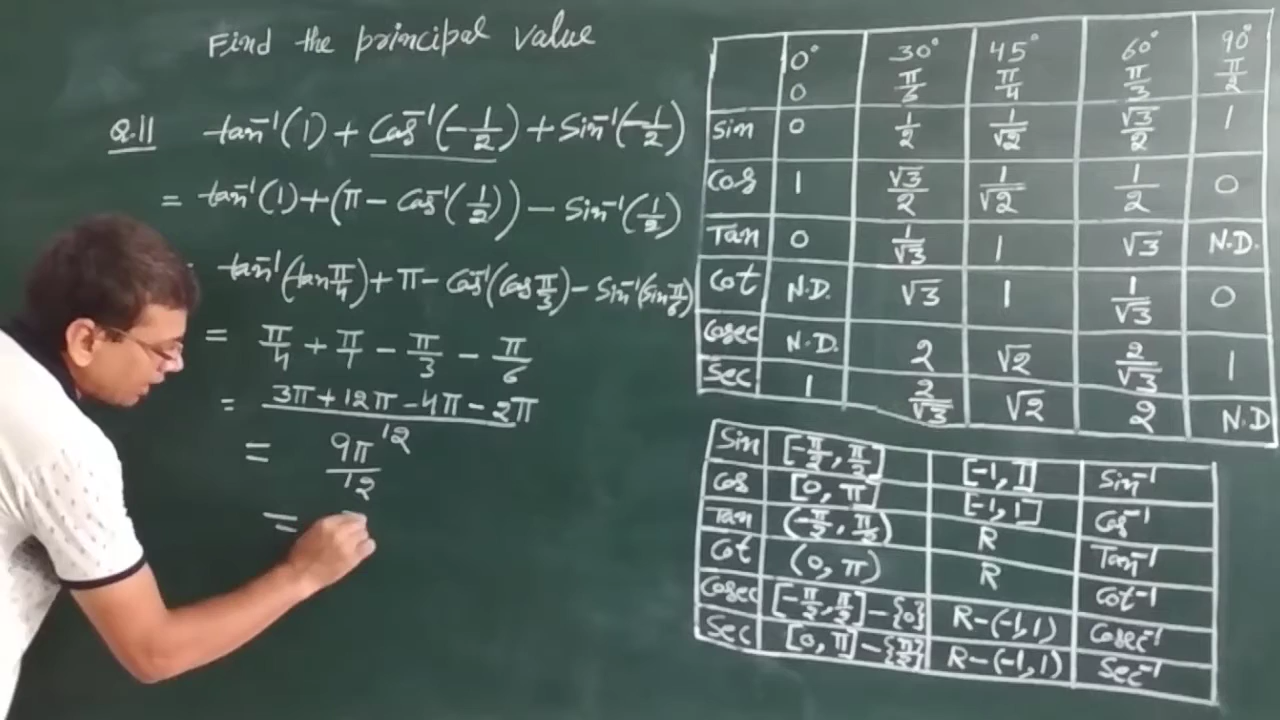 Find the principal value
Q.11 tan⁻¹(1) + Cos⁻¹(-1/2) + Sin⁻¹(-1/2)
= tan⁻¹(1) + (π - Cos⁻¹(1/2)) - Sin⁻¹(1/2)
tan⁻¹(tan π/4) + π - Cos⁻¹(Cos π/3) - Sin⁻¹(Sin π/6)
= π/4 + π/1 - π/3 - π/6
= 3π + 12π - 4π - 2π / 12
= 9π/12
=
0° 30° 45° 60° 90°
0 π/6 π/4 π/3 π/2
Sin 0 1/2 1/√2 √3/2 1
Cos 1 √3/2 1/√2 1/2 0
Tan 0 1/√3 1 √3 N.D.
Cot N.D. √3 1 1/√3 0
Cosec N.D. 2 √2 2/√3 1
Sec 1 2/√3 √2 2 N.D
Sin [-π/2, π/2] [-1, 1] Sin⁻¹
Cos [0, π] [-1, 1] Cos⁻¹
Tan (-π/2, π/2) R Tan⁻¹
Cot (0, π) R Cot⁻¹
Cosec [-π/2, π/2] - {0} R-(-1, 1) Cosec⁻¹
Sec [0, π] - {π/2} R-(-1, 1) Sec⁻¹